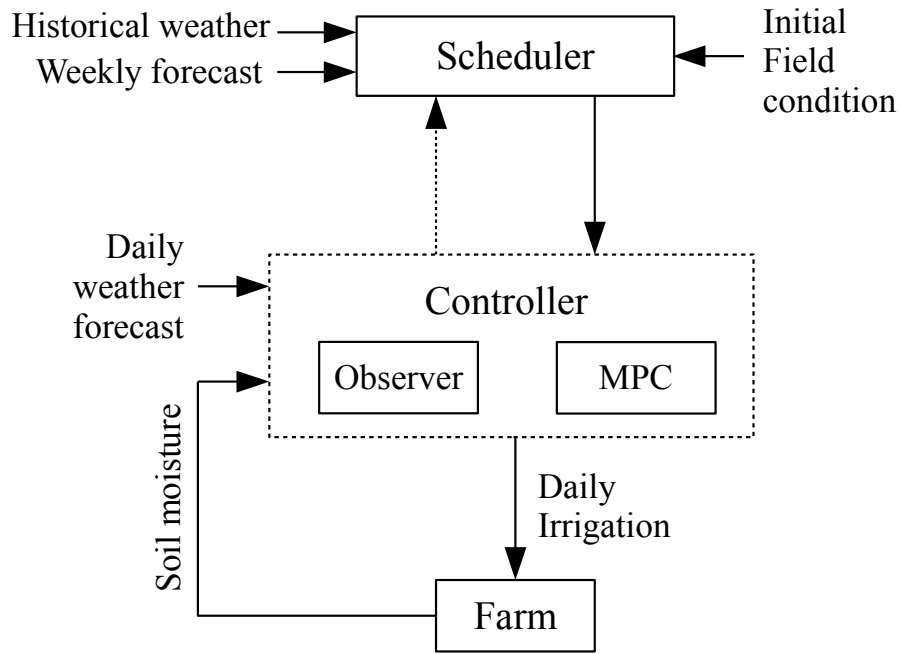 Historical weather
Weekly forecast
Scheduler
Initial
Field
condition
Daily
weather
forecast
Controller
Observer
MPC
Soil moisture
Daily
Irrigation
Farm